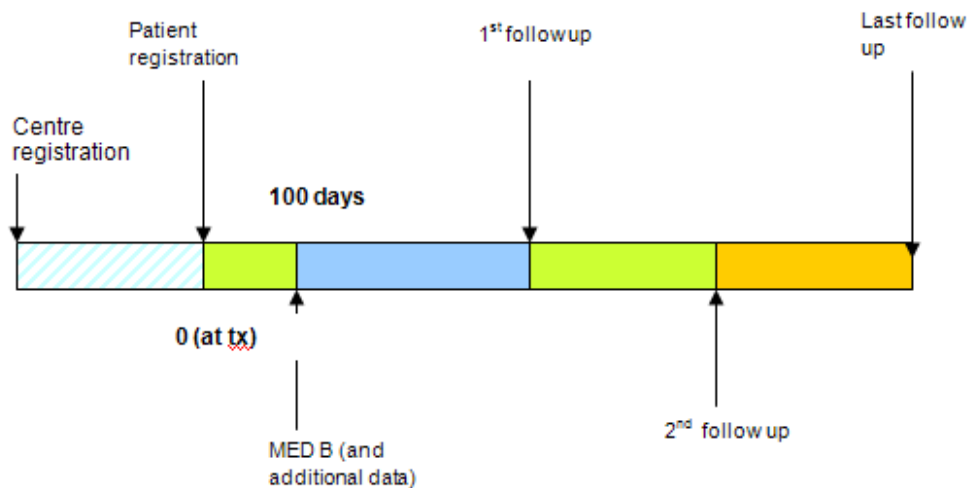 Patient
registration
1st follow up
Last follow
up
Centre
registration
100 days
0 (at tx)
MED B (and
additional data)
2nd follow up